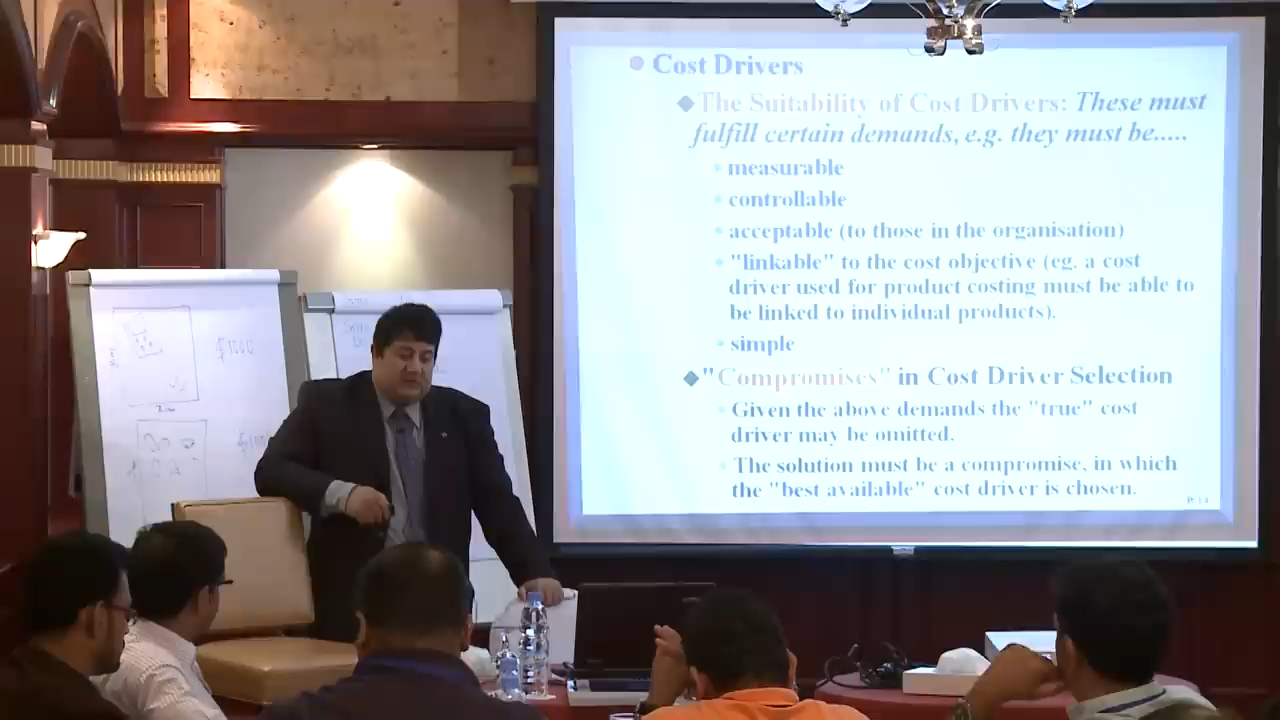 Cost Drivers
The Suitability of Cost Drivers: These must
fulfill certain demands, e.g. they must be.....
measurable
controllable
acceptable (to those in the organisation)
"linkable" to the cost objective (eg. a cost
driver used for product costing must be able to
be linked to individual products).
simple
"Compromises" in Cost Driver Selection
Given the above demands the "true" cost
driver may be omitted.
The solution must be a compromise, in which
the "best available" cost driver is chosen.